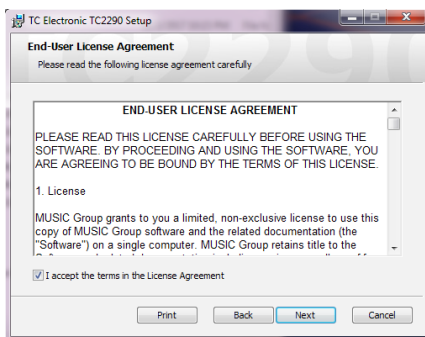 TC Electronic TC2290 Setup
End-User License Agreement
Please read the following license agreement carefully
END-USER LICENSE AGREEMENT
PLEASE READ THIS LICENSE CAREFULLY BEFORE USING THE
SOFTWARE. BY PROCEEDING AND USING THE SOFTWARE, YOU
ARE AGREEING TO BE BOUND BY THE TERMS OF THIS LICENSE.
1. License
MUSIC Group grants to you a limited, non-exclusive license to use this
copy of MUSIC Group software and the related documentation (the
"Software") on a single computer. MUSIC Group retains title to the
I accept the terms in the License Agreement
Print
Back
Next
Cancel